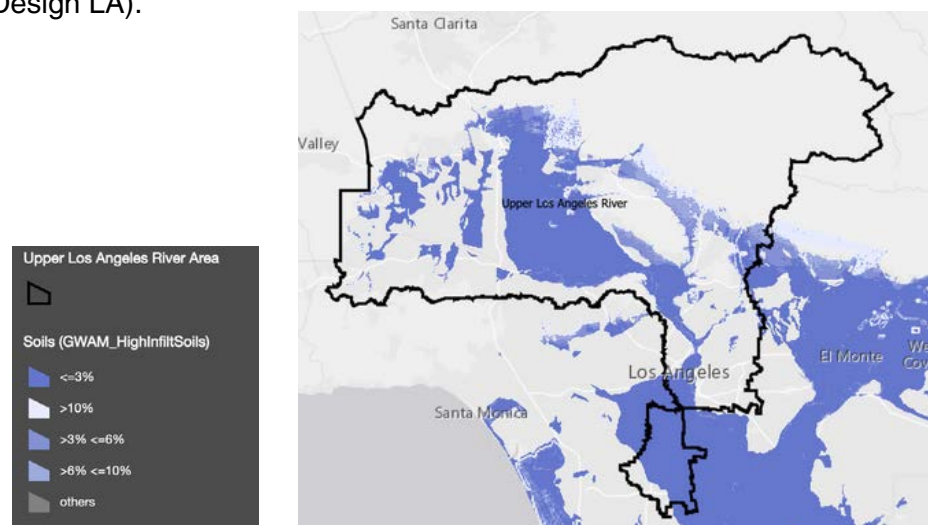 Design LA).
Santa Clarita
Valley
Upper Los Angeles River
El Monte
Los Angeles
Santa Monica
Upper Los Angeles River Area
Soils (GWAM_HighInfiltSoils)
<=3%
>10%
>3% <=6%
>6% <=10%
others